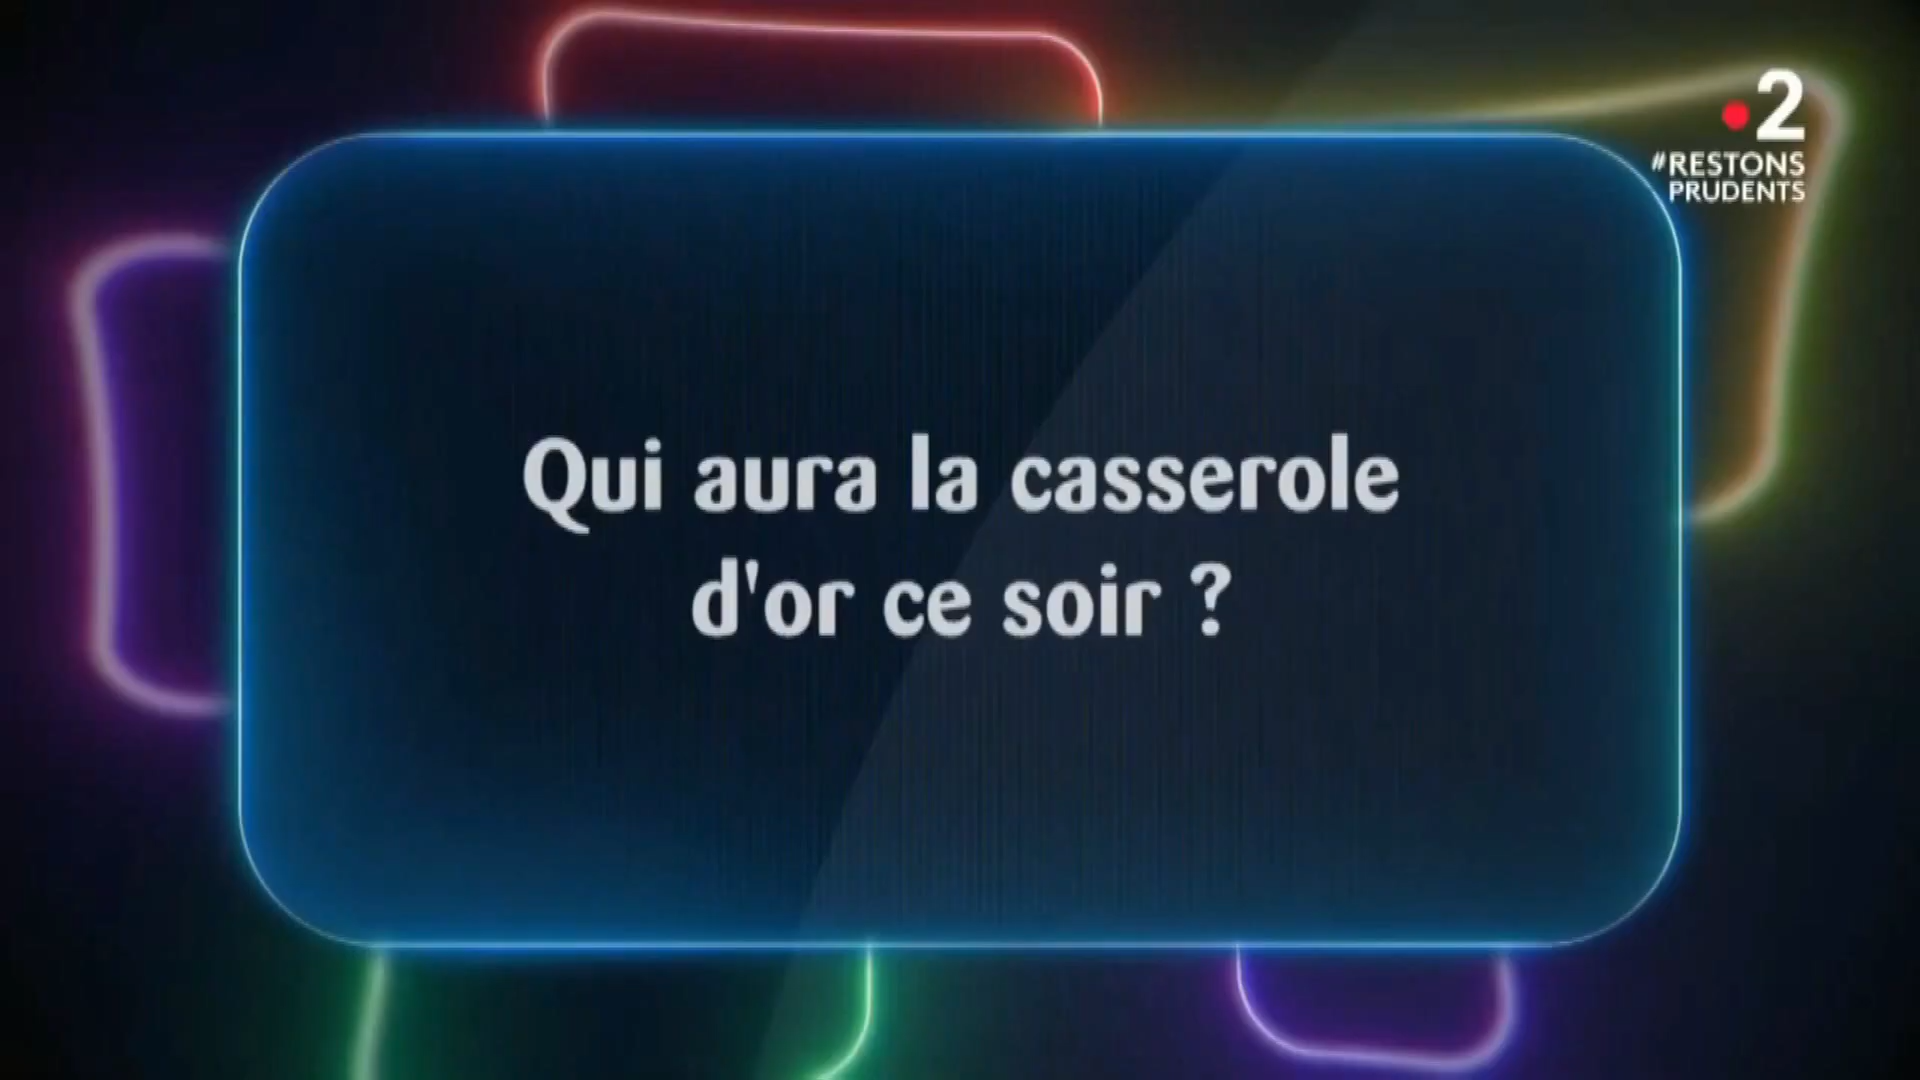 2
#RESTONS
PRUDENTS
Qui aura la casserole
d'or ce soir ?